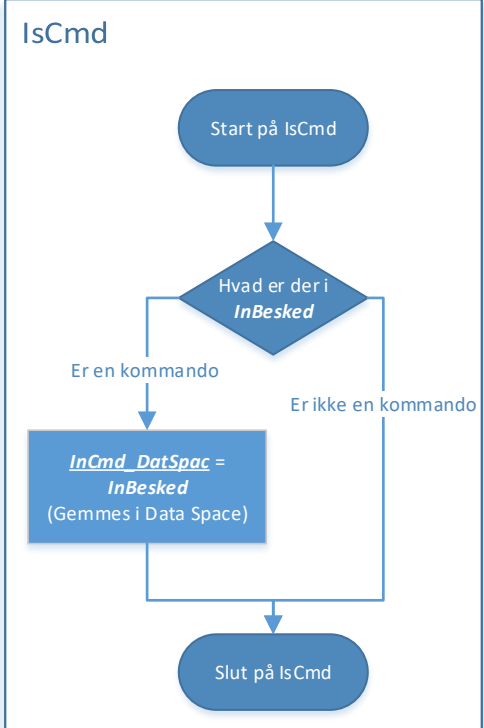 IsCmd
Start på IsCmd
Hvad er der i
InBesked
Er en kommando
Er ikke en kommando
InCmd_DatSpac =
InBesked
(Gemmes i Data Space)
Slut på IsCmd